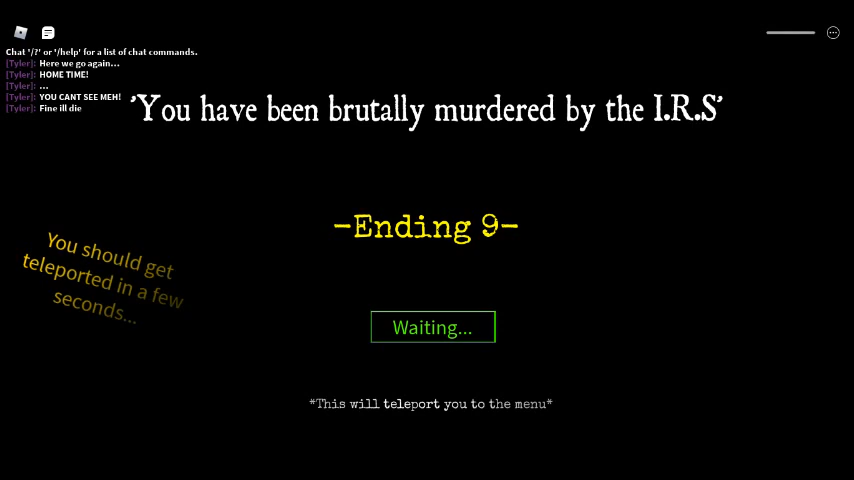 Chat '/?' or '/help' for a list of chat commands.
[Tyler]: Here we go again...
[Tyler]: HOME TIME!
[Tyler]: ...
[Tyler]: YOU CANT SEE MEH!
[Tyler]: Fine ill die
'You have been brutally murdered by the I.R.S'
-Ending 9-
You should get
teleported in a few
seconds...
Waiting...
*This will teleport you to the menu*